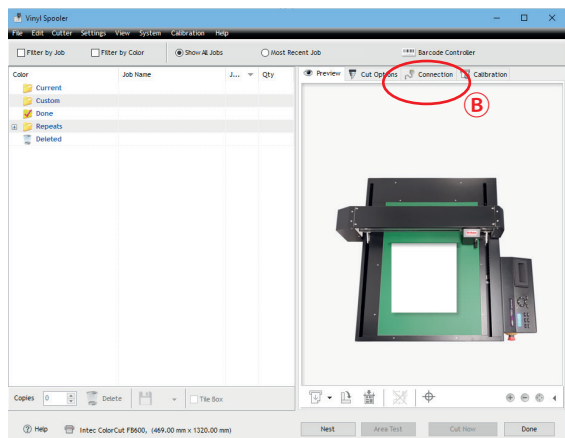 Vinyl Spooler
File Edit Cutter Settings View System Calibration Help
Filter by Job Filter by Color Show All Jobs Most Recent Job Barcode Controller
Color Job Name J... Qty
Preview Cut Options Connection Calibration
B
Current
Custom
Done
Repeats
Deleted
Copies 0 Delete Tile Box
Help Intec ColorCut FB600, (469.00 mm x 1320.00 mm) Nest Area Test Cut Now Done